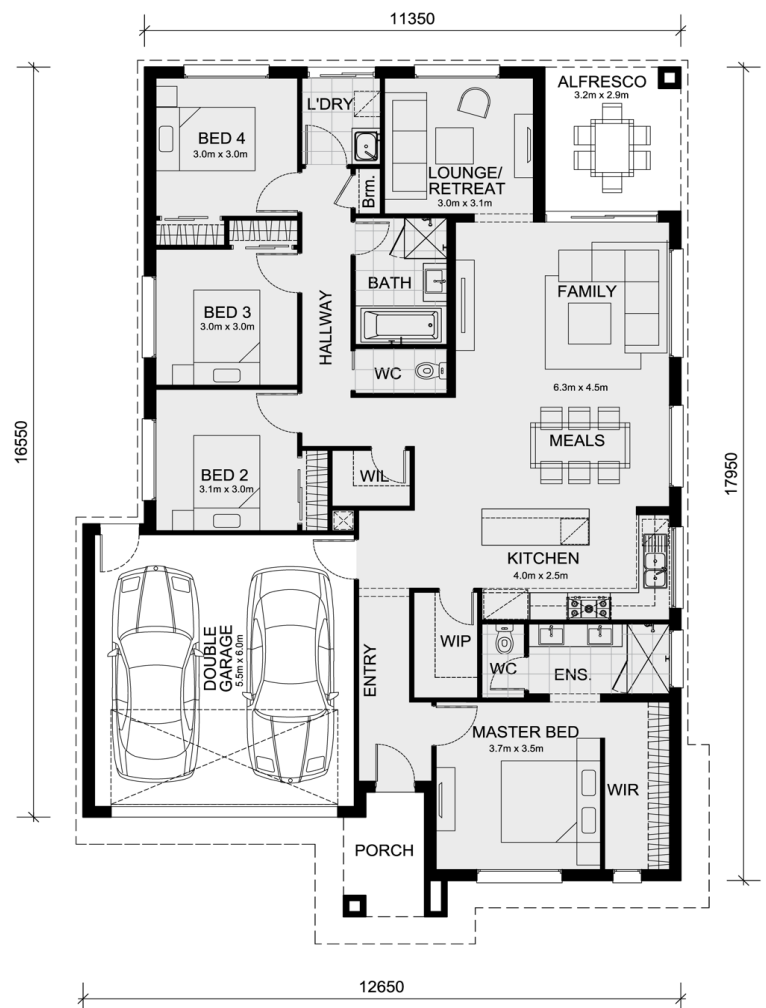 11350
ALFRESCO
3.2m x 2.9m
L'DRY
BED 4
3.0m x 3.0m
LOUNGE/
RETREAT
3.0m x 3.1m
Brm.
BATH
FAMILY
BED 3
3.0m x 3.0m
HALLWAY
WC
6.3m x 4.5m
16550
17950
MEALS
BED 2
3.1m x 3.0m
WIL
KITCHEN
4.0m x 2.5m
DOUBLE
GARAGE
5.5m x 6.0m
ENTRY
WIP
WC
ENS.
MASTER BED
3.7m x 3.5m
WIR
PORCH
12650